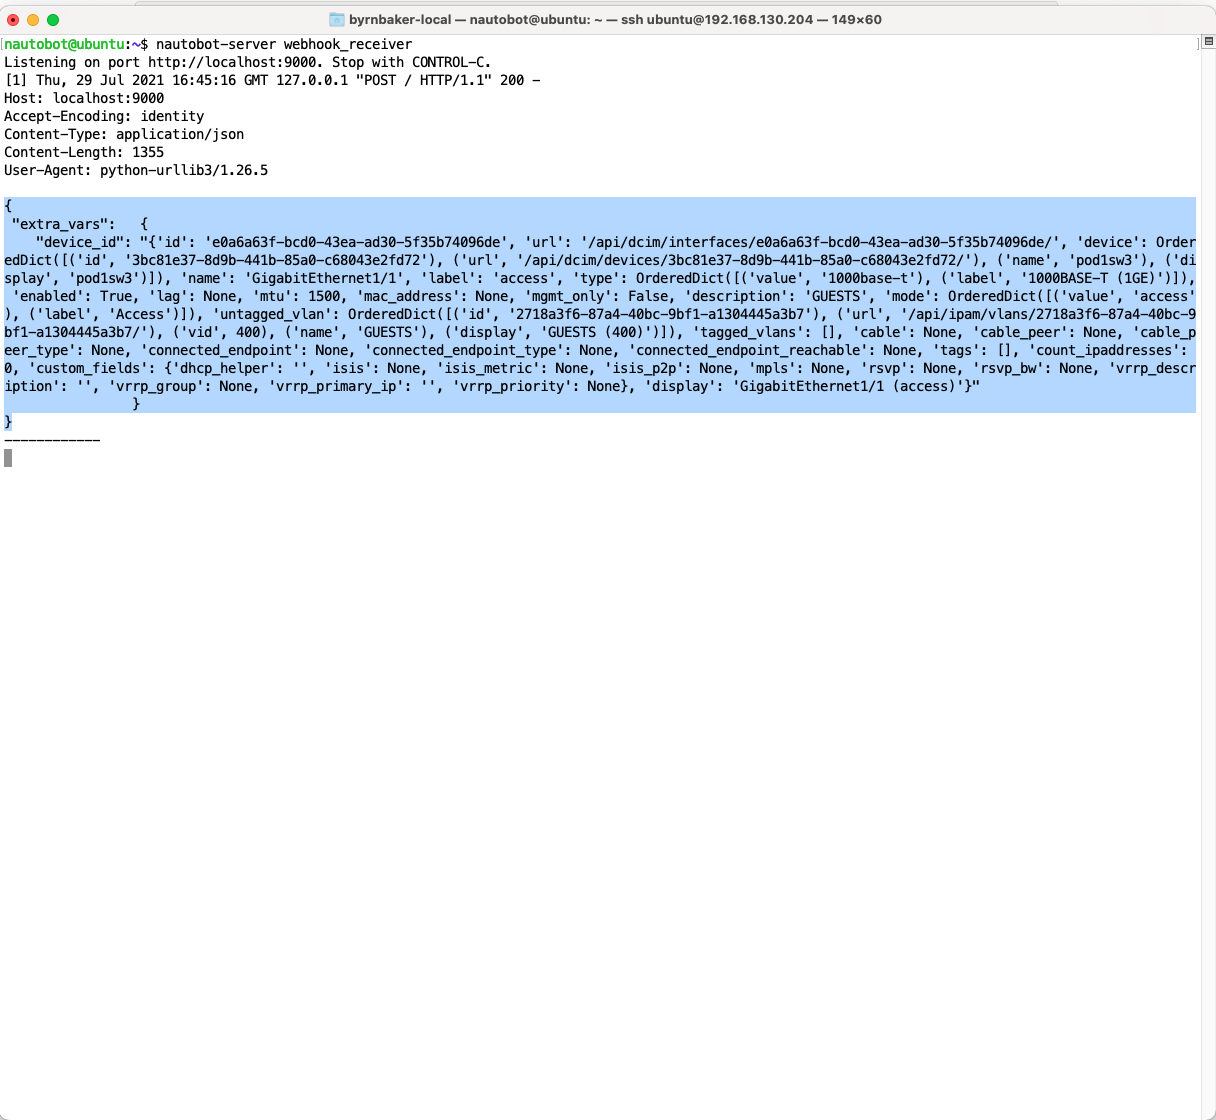 byrnbaker-local — nautobot@ubuntu: ~ — ssh ubuntu@192.168.130.204 — 149×60
[nautobot@ubuntu:~$ nautobot-server webhook_receiver ]
Listening on port http://localhost:9000. Stop with CONTROL-C.
[1] Thu, 29 Jul 2021 16:45:16 GMT 127.0.0.1 "POST / HTTP/1.1" 200 -
Host: localhost:9000
Accept-Encoding: identity
Content-Type: application/json
Content-Length: 1355
User-Agent: python-urllib3/1.26.5
{
 "extra_vars":   {
    "device_id": "{'id': 'e0a6a63f-bcd0-43ea-ad30-5f35b74096de', 'url': '/api/dcim/interfaces/e0a6a63f-bcd0-43ea-ad30-5f35b74096de/', 'device': Order
edDict([('id', '3bc81e37-8d9b-441b-85a0-c68043e2fd72'), ('url', '/api/dcim/devices/3bc81e37-8d9b-441b-85a0-c68043e2fd72/'), ('name', 'pod1sw3'), ('di
splay', 'pod1sw3')]), 'name': 'GigabitEthernet1/1', 'label': 'access', 'type': OrderedDict([('value', '1000base-t'), ('label', '1000BASE-T (1GE)')]),
 'enabled': True, 'lag': None, 'mtu': 1500, 'mac_address': None, 'mgmt_only': False, 'description': 'GUESTS', 'mode': OrderedDict([('value', 'access'
), ('label', 'Access')]), 'untagged_vlan': OrderedDict([('id', '2718a3f6-87a4-40bc-9bf1-a1304445a3b7'), ('url', '/api/ipam/vlans/2718a3f6-87a4-40bc-9
bf1-a1304445a3b7/'), ('vid', 400), ('name', 'GUESTS'), ('display', 'GUESTS (400)')]), 'tagged_vlans': [], 'cable': None, 'cable_peer': None, 'cable_p
eer_type': None, 'connected_endpoint': None, 'connected_endpoint_type': None, 'connected_endpoint_reachable': None, 'tags': [], 'count_ipaddresses': 
0, 'custom_fields': {'dhcp_helper': '', 'isis': None, 'isis_metric': None, 'isis_p2p': None, 'mpls': None, 'rsvp': None, 'rsvp_bw': None, 'vrrp_descr
iption': '', 'vrrp_group': None, 'vrrp_primary_ip': '', 'vrrp_priority': None}, 'display': 'GigabitEthernet1/1 (access)'}"
                }
}
------------